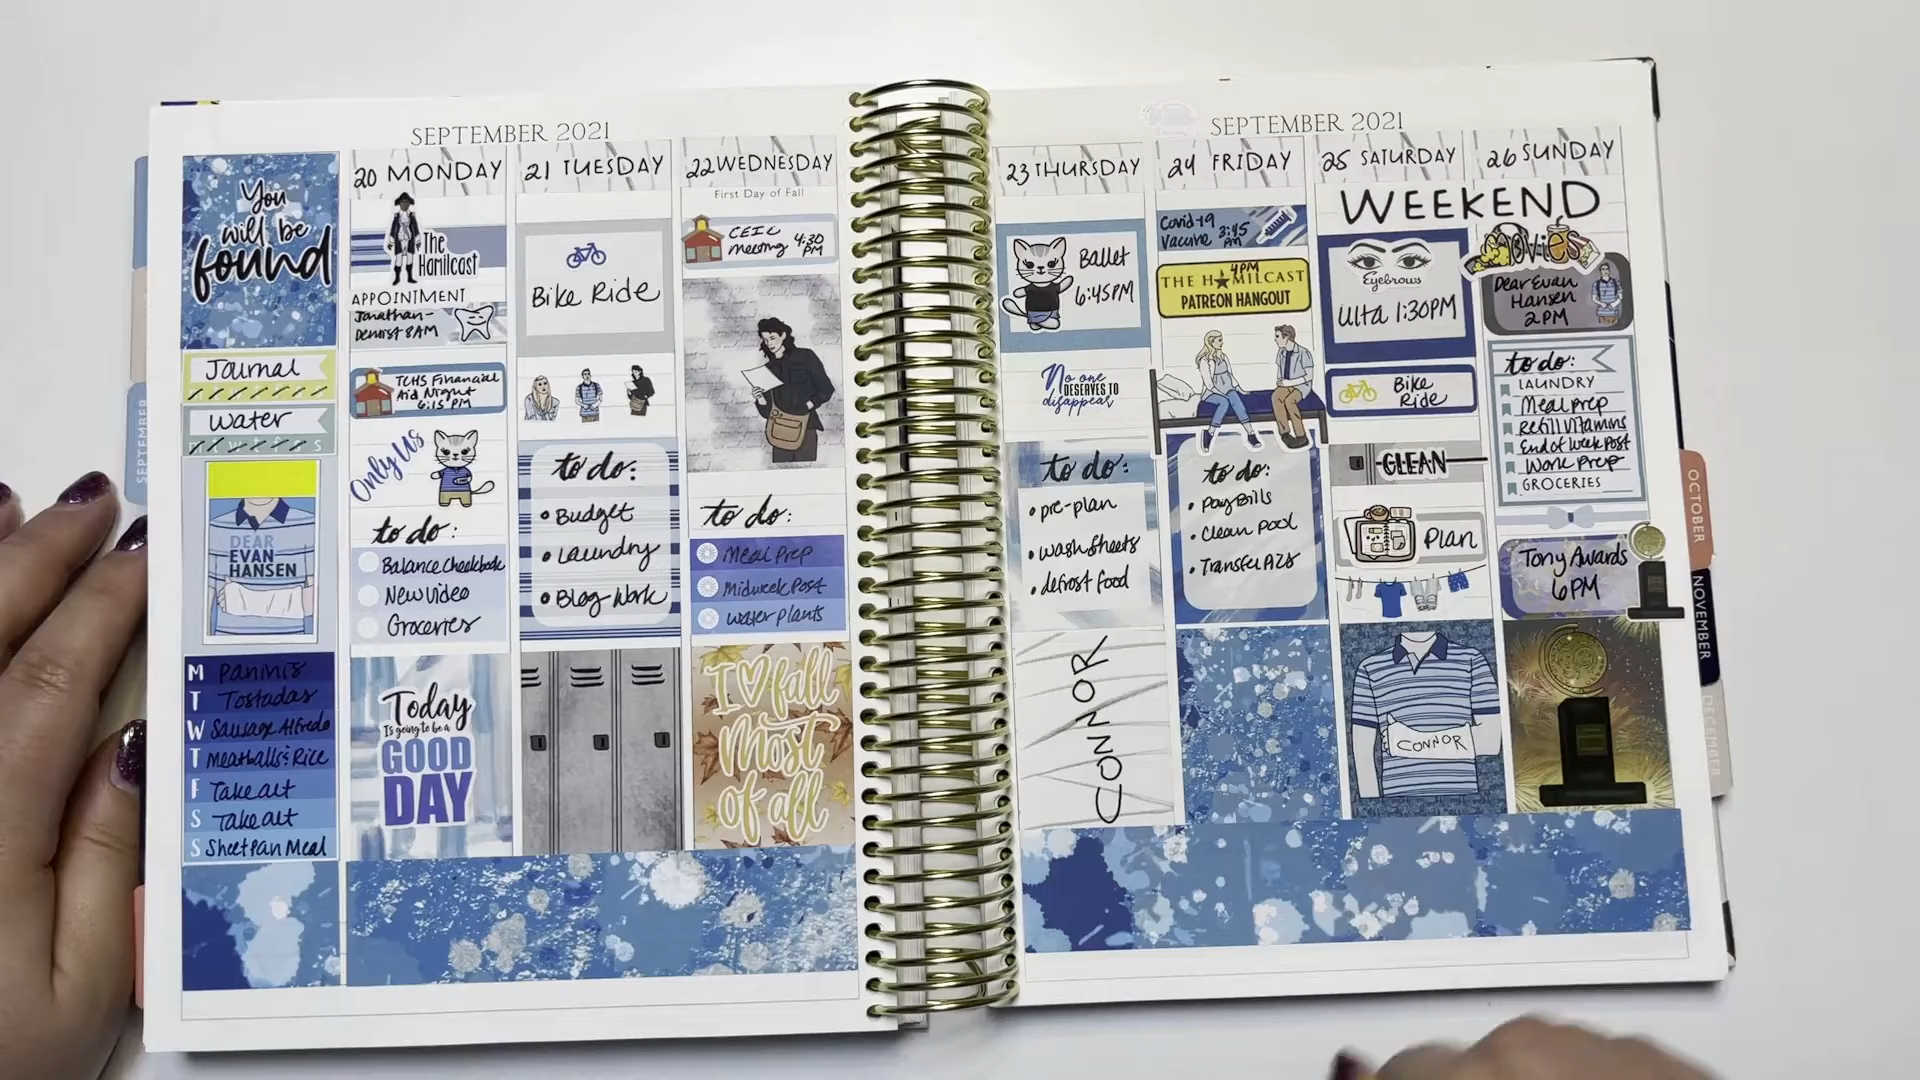 SEPTEMBER 2021
You
will be
found
Journal
water
M T W T F S S
DEAR
EVAN
HANSEN
M Paninis
T Tostadas
W Sausage Alfredo
T Meatballs & Rice
F Take out
S Take out
S Sheet Pan Meal
20 MONDAY
The
Hamilcast
APPOINTMENT
Jonathan-
Dentist 8AM
TCHS Financial
Aid Night
6:15 PM
Only Us
to do:
Balance Checkbook
New video
Groceries
Today
Is going to be a
GOOD
DAY
21 TUESDAY
Bike Ride
to do:
• Budget
• Laundry
• Blog Work
22 WEDNESDAY
First Day of Fall
CEIC
meeting 4:30
PM
to do:
Meal Prep
Midweek Post
water plants
I ♡ fall
Most
Of all
SEPTEMBER 2021
23 THURSDAY
Ballet
6:45PM
No one
DESERVES TO
disappear
to do:
• pre-plan
• wash sheets
• defrost food
CONNOR
24 FRIDAY
Covid-19
Vaccine 3:45
PM
4PM
THE H★MILCAST
PATREON HANGOUT
to do:
• Pay Bills
• Clean Pool
• Transfer AZS
25 SATURDAY
WEEKEND
Eyebrows
Ulta 1:30PM
Bike
Ride
CLEAN
Plan
CONNOR
26 SUNDAY
Movies
Dear Evan
Hansen
2PM
to do:
LAUNDRY
Meal prep
Refill Vitamins
End of Week Post
Work Prep
GROCERIES
Tony Awards
6PM
SEPTEMBER
OCTOBER
NOVEMBER
DECEMBER